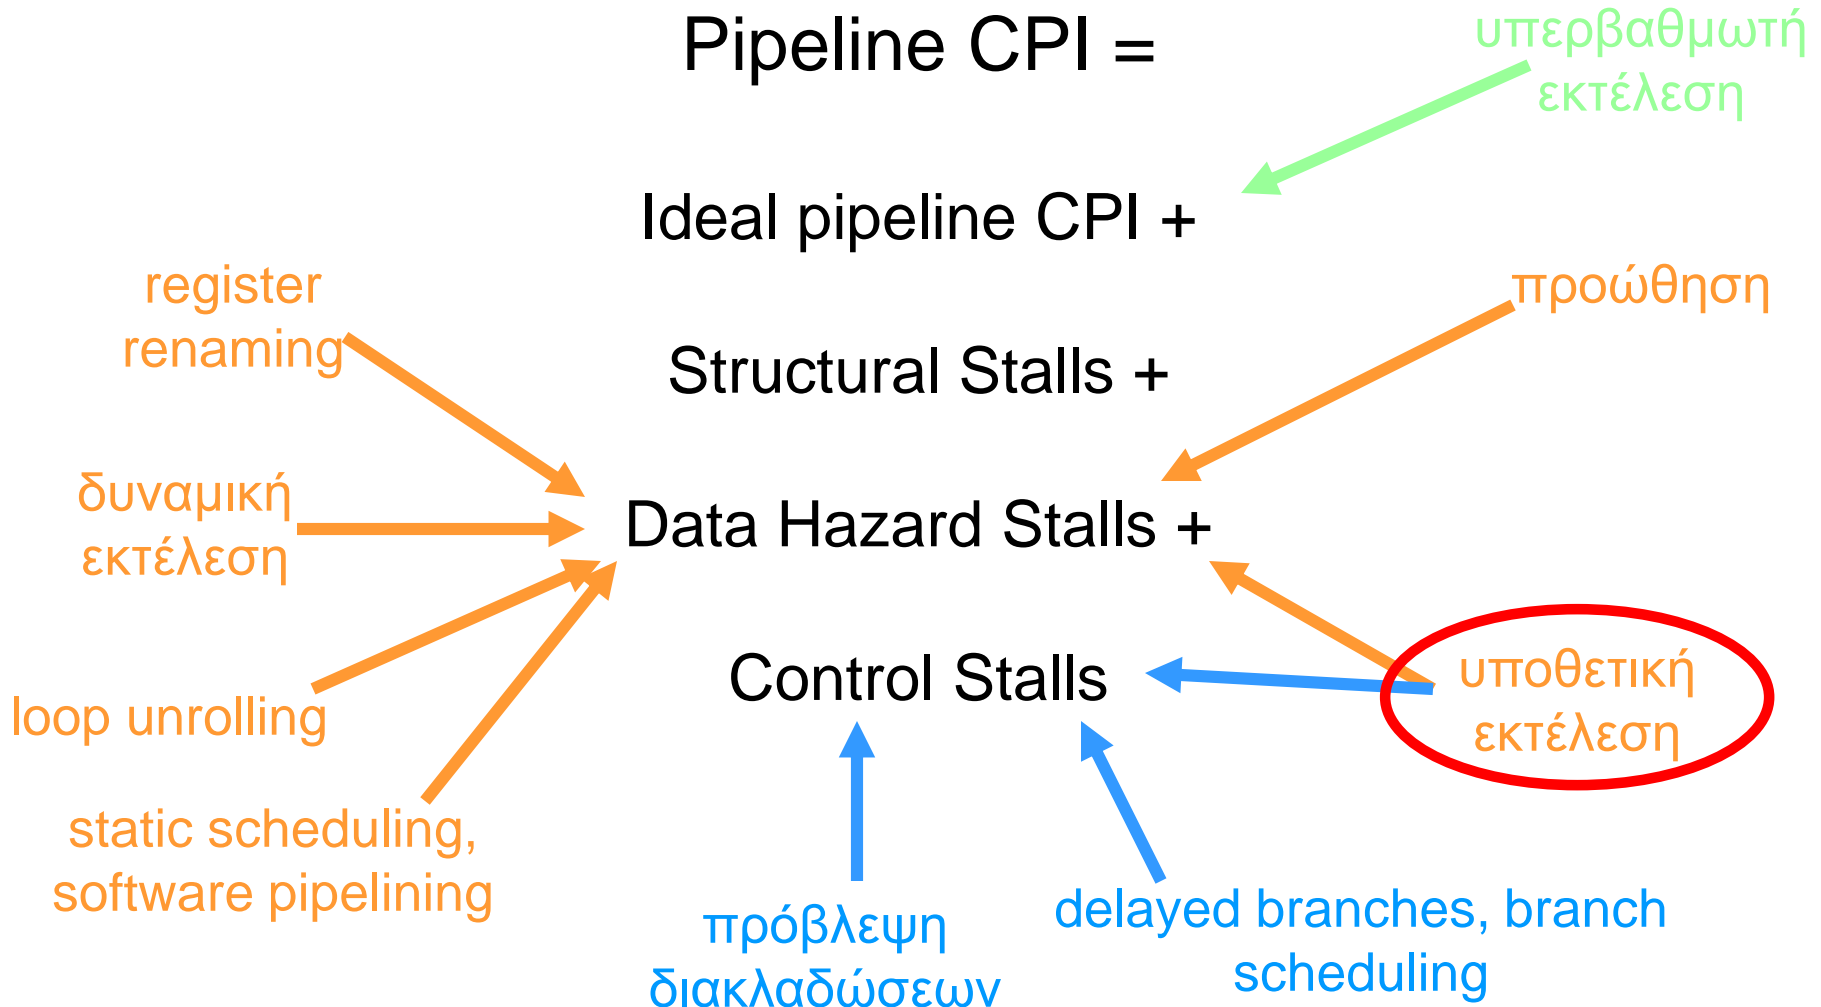 Pipeline CPI =
υπερβαθμωτή
εκτέλεση
Ideal pipeline CPI +
register
renaming
προώθηση
Structural Stalls +
δυναμική
εκτέλεση
Data Hazard Stalls +
loop unrolling
Control Stalls
υποθετική
εκτέλεση
static scheduling,
software pipelining
πρόβλεψη
διακλαδώσεων
delayed branches, branch
scheduling